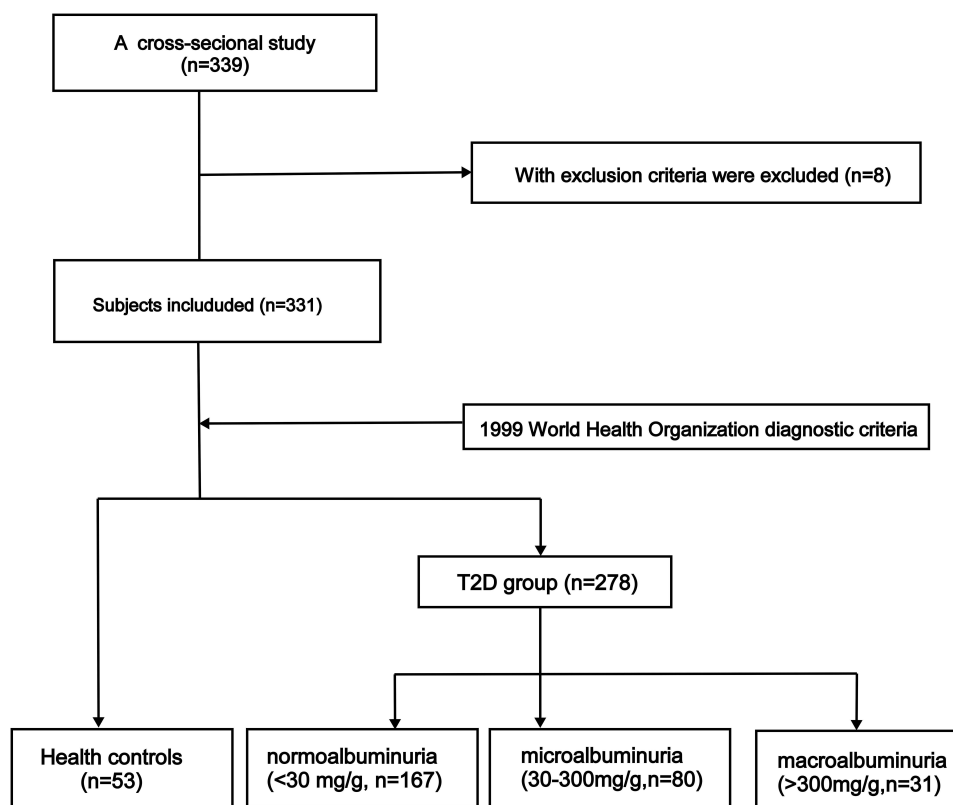 A cross-secional study
(n=339)
With exclusion criteria were excluded (n=8)
Subjects includuded (n=331)
1999 World Health Organization diagnostic criteria
T2D group (n=278)
Health controls
(n=53)
normoalbuminuria
(<30 mg/g, n=167)
microalbuminuria
(30-300mg/g,n=80)
macroalbuminuria
(>300mg/g,n=31)